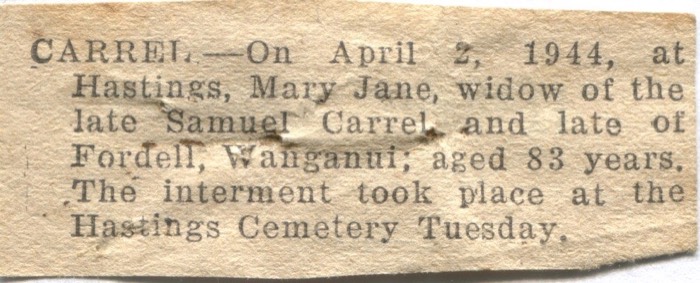 CARREL.—On April 2, 1944, at
Hastings, Mary Jane, widow of the
late Samuel Carrel, and late of
Fordell, Wanganui; aged 83 years.
The interment took place at the
Hastings Cemetery Tuesday.